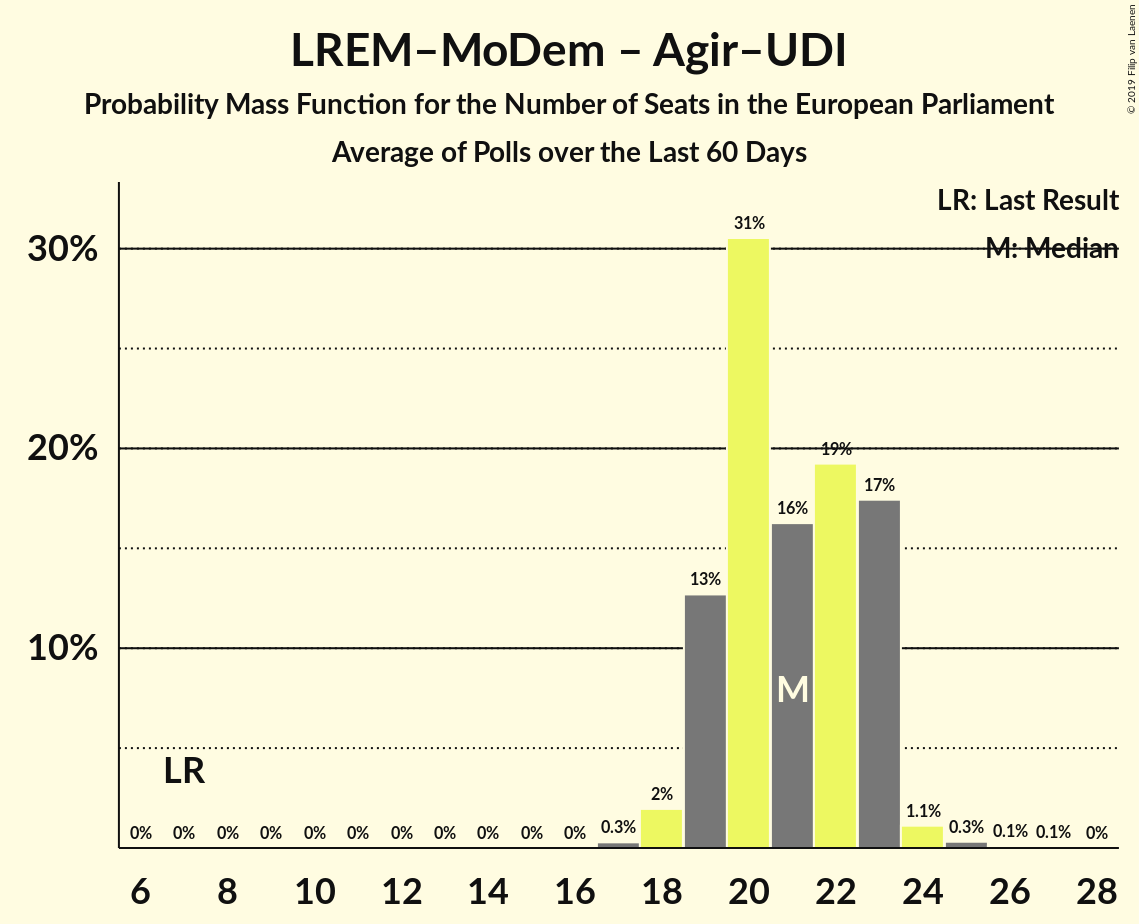 LREM–MoDem – Agir–UDI
Probability Mass Function for the Number of Seats in the European Parliament
Average of Polls over the Last 60 Days
© 2019 Filip van Laenen
LR: Last Result
M: Median
30%
20%
10%
31%
19%
17%
16%
13%
M
LR
2%
1.1%
0% 0% 0% 0% 0% 0% 0% 0% 0% 0% 0% 0.3% 0.3% 0.1% 0.1% 0%
6 8 10 12 14 16 18 20 22 24 26 28